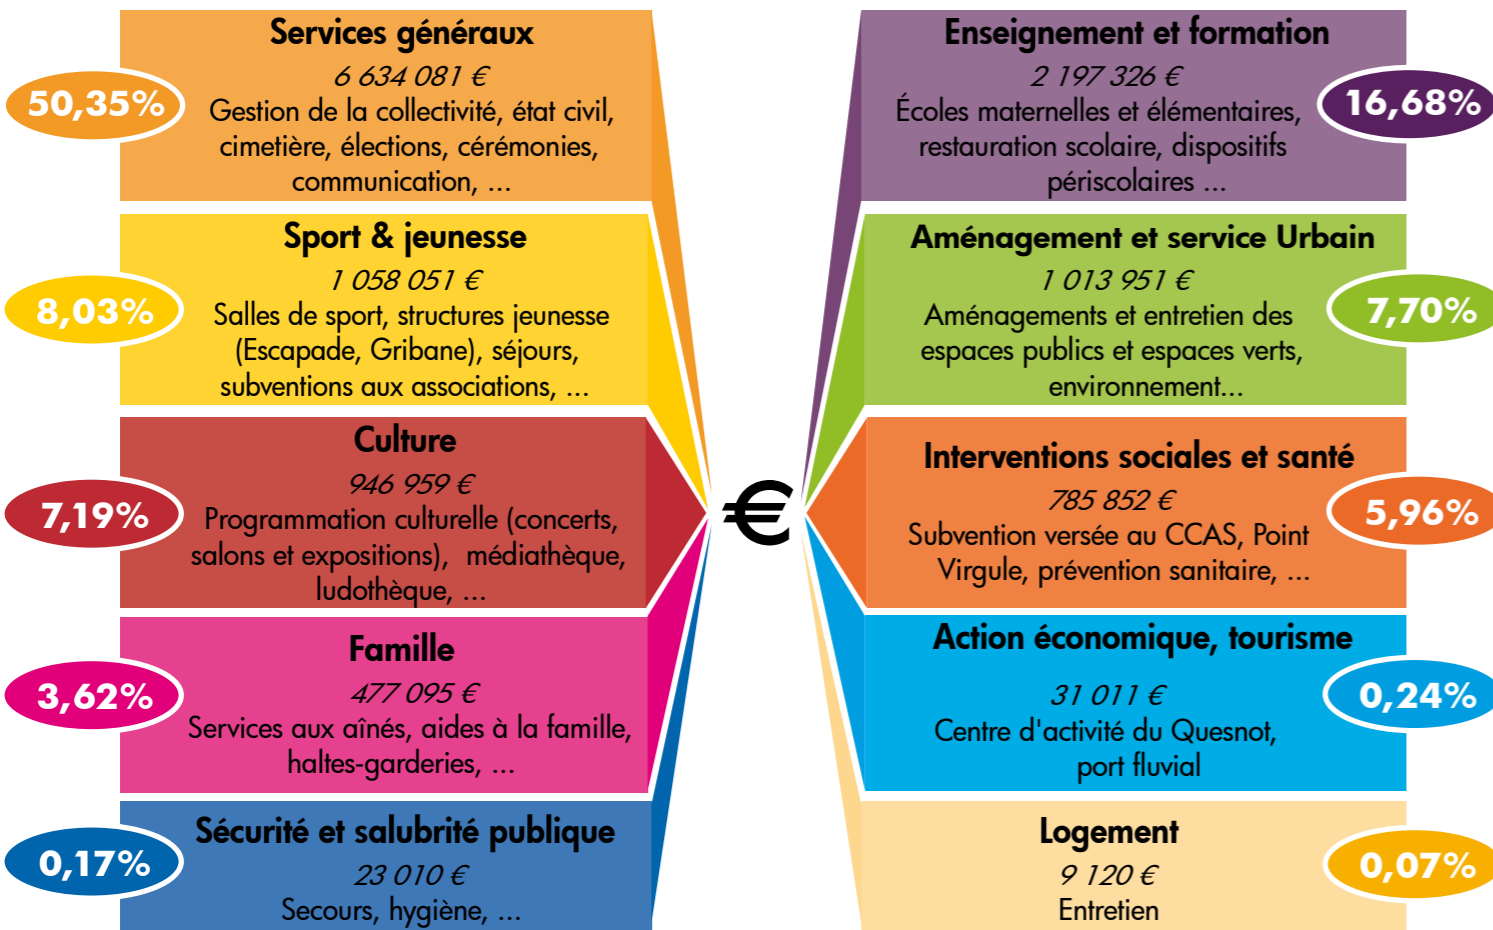 Services généraux
6 634 081 €
Gestion de la collectivité, état civil,
cimetière, élections, cérémonies,
communication, ...
50,35%
Enseignement et formation
2 197 326 €
Écoles maternelles et élémentaires,
restauration scolaire, dispositifs
périscolaires ...
16,68%
Sport & jeunesse
1 058 051 €
Salles de sport, structures jeunesse
(Escapade, Gribane), séjours,
subventions aux associations, ...
8,03%
Aménagement et service Urbain
1 013 951 €
Aménagements et entretien des
espaces publics et espaces verts,
environnement...
7,70%
Culture
946 959 €
Programmation culturelle (concerts,
salons et expositions), médiathèque,
ludothèque, ...
7,19%
€
Interventions sociales et santé
785 852 €
Subvention versée au CCAS, Point
Virgule, prévention sanitaire, ...
5,96%
Famille
477 095 €
Services aux aînés, aides à la famille,
haltes-garderies, ...
3,62%
Action économique, tourisme
31 011 €
Centre d'activité du Quesnot,
port fluvial
0,24%
Sécurité et salubrité publique
23 010 €
Secours, hygiène, ...
0,17%
Logement
9 120 €
Entretien
0,07%